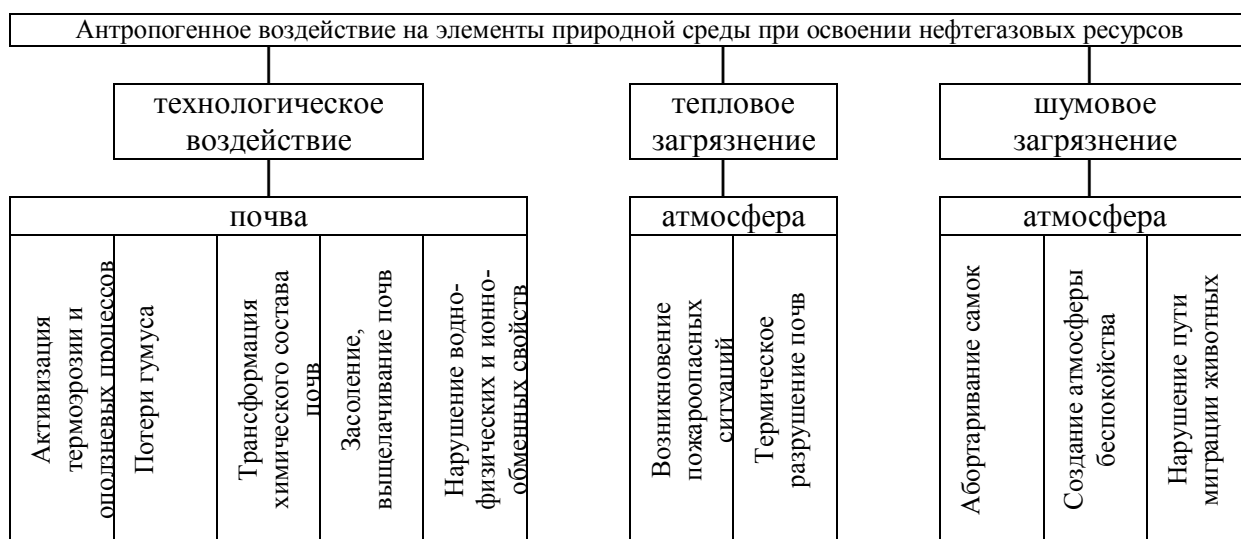 Антропогенное воздействие на элементы природной среды при освоении нефтегазовых ресурсов
технологическое
воздействие
тепловое
загрязнение
шумовое
загрязнение
почва
атмосфера
атмосфера
Активизация
термоэрозии и
оползневых процессов
Потери гумуса
Трансформация
химического состава
почв
Засоление,
выщелачивание почв
Нарушение водно-
физических и ионно-
обменных свойств
Возникновение
пожароопасных
ситуаций
Термическое
разрушение почв
Абортаривание самок
Создание атмосферы
беспокойства
Нарушение пути
миграции животных